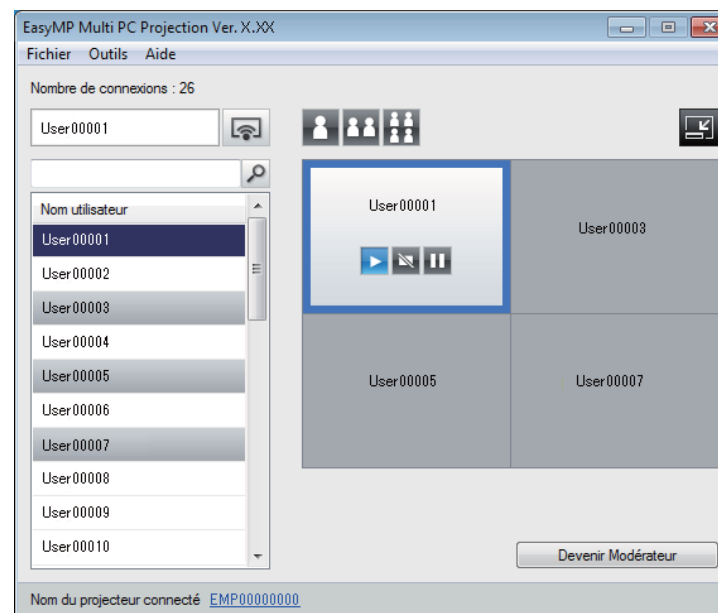 EasyMP Multi PC Projection Ver. X.XX
Fichier Outils Aide
Nombre de connexions : 26
User00001
Nom utilisateur
User00001
User00002
User00003
User00004
User00005
User00006
User00007
User00008
User00009
User00010
User00001
User00003
User00005
User00007
Devenir Modérateur
Nom du projecteur connecté EMP00000000